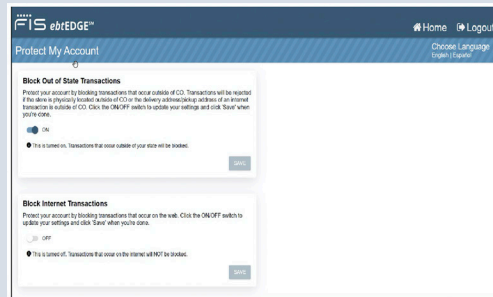 FIS ebtEDGE™
Home Logout
Protect My Account
Choose Language
English | Español
Block Out of State Transactions
Protect your account by blocking transactions that occur outside of CO. Transactions will be rejected
if the store is physically located outside of CO or the delivery address/pickup address of an internet
transaction is outside of CO. Click the ON/OFF switch to update your settings and click 'Save' when
you're done.
ON
This is turned on. Transactions that occur outside of your state will be blocked.
SAVE
Block Internet Transactions
Protect your account by blocking transactions that occur on the web. Click the ON/OFF switch to
update your settings and click 'Save' when you're done.
OFF
This is turned off. Transactions that occur on the internet will NOT be blocked.
SAVE